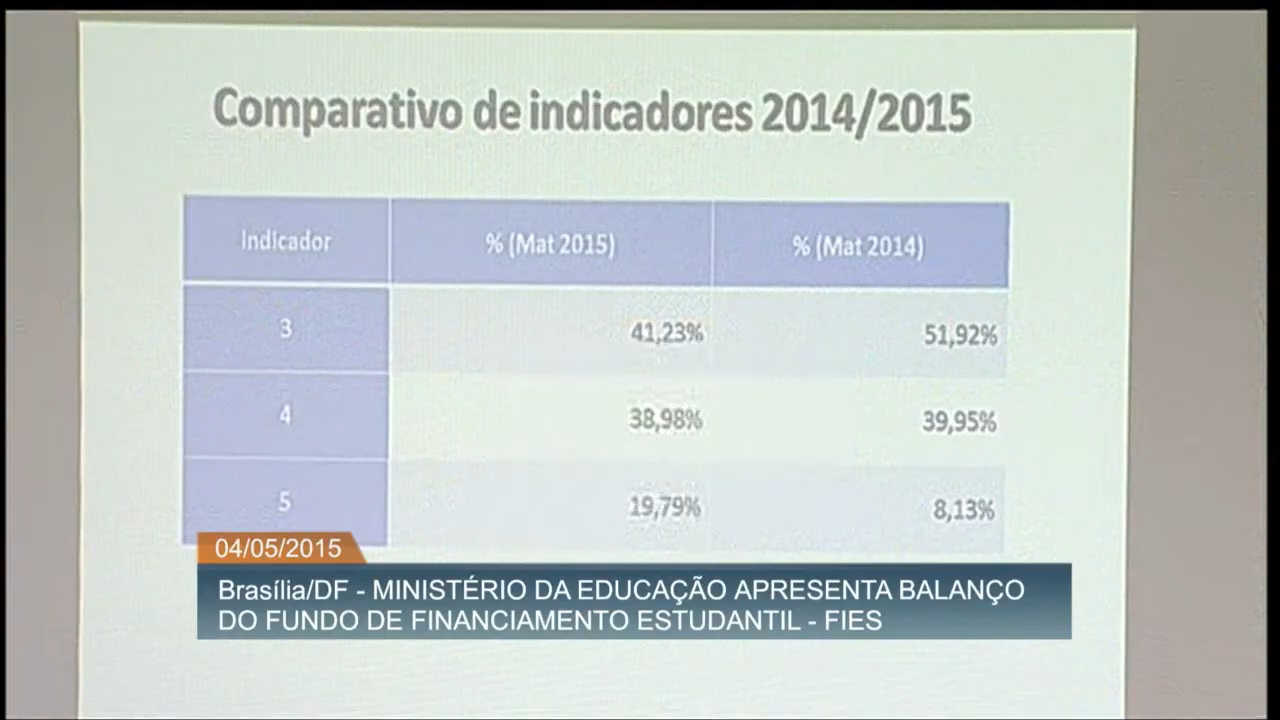 Comparativo de indicadores 2014/2015
Indicador % (Mat 2015) % (Mat 2014)
3 41,23% 51,92%
4 38,98% 39,95%
5 19,79% 8,13%
04/05/2015
Brasília/DF - MINISTÉRIO DA EDUCAÇÃO APRESENTA BALANÇO
DO FUNDO DE FINANCIAMENTO ESTUDANTIL - FIES